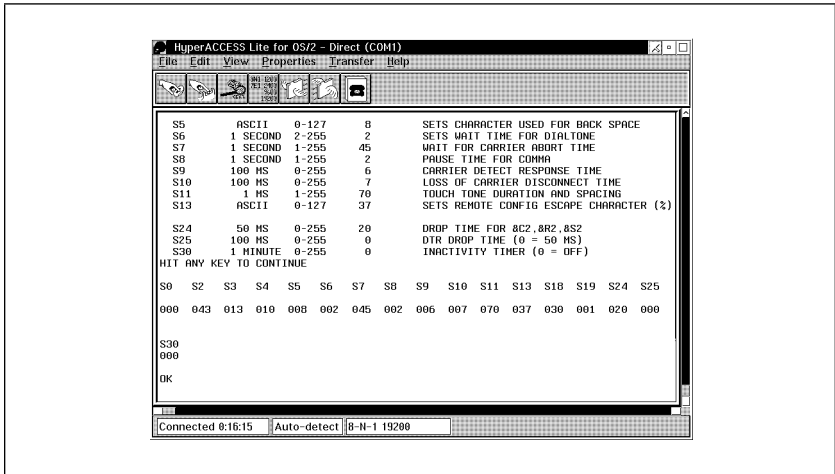 HyperACCESS Lite for OS/2 - Direct (COM1)
File Edit View Properties Transfer Help
S5 ASCII 0-127 8 SETS CHARACTER USED FOR BACK SPACE
S6 1 SECOND 2-255 2 SETS WAIT TIME FOR DIALTONE
S7 1 SECOND 1-255 45 WAIT FOR CARRIER ABORT TIME
S8 1 SECOND 1-255 2 PAUSE TIME FOR COMMA
S9 100 MS 0-255 6 CARRIER DETECT RESPONSE TIME
S10 100 MS 0-255 7 LOSS OF CARRIER DISCONNECT TIME
S11 1 MS 1-255 70 TOUCH TONE DURATION AND SPACING
S13 ASCII 0-127 37 SETS REMOTE CONFIG ESCAPE CHARACTER (%)
S24 50 MS 0-255 20 DROP TIME FOR &C2,&R2,&S2
S25 100 MS 0-255 0 DTR DROP TIME (0 = 50 MS)
S30 1 MINUTE 0-255 0 INACTIVITY TIMER (0 = OFF)
HIT ANY KEY TO CONTINUE
S0 S2 S3 S4 S5 S6 S7 S8 S9 S10 S11 S13 S18 S19 S24 S25
000 043 013 010 008 002 045 002 006 007 070 037 030 001 020 000
S30
000
OK
Connected 0:16:15 Auto-detect 8-N-1 19200